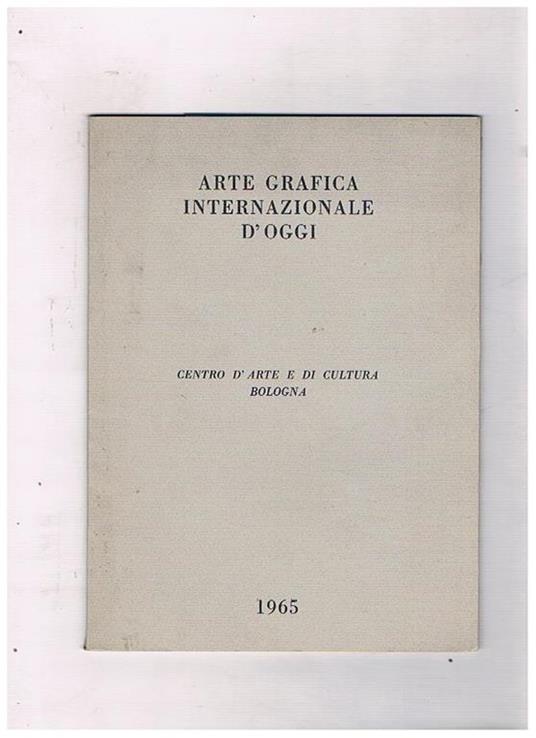 ARTE GRAFICA
INTERNAZIONALE
D'OGGI
CENTRO D'ARTE E DI CULTURA
BOLOGNA
1965